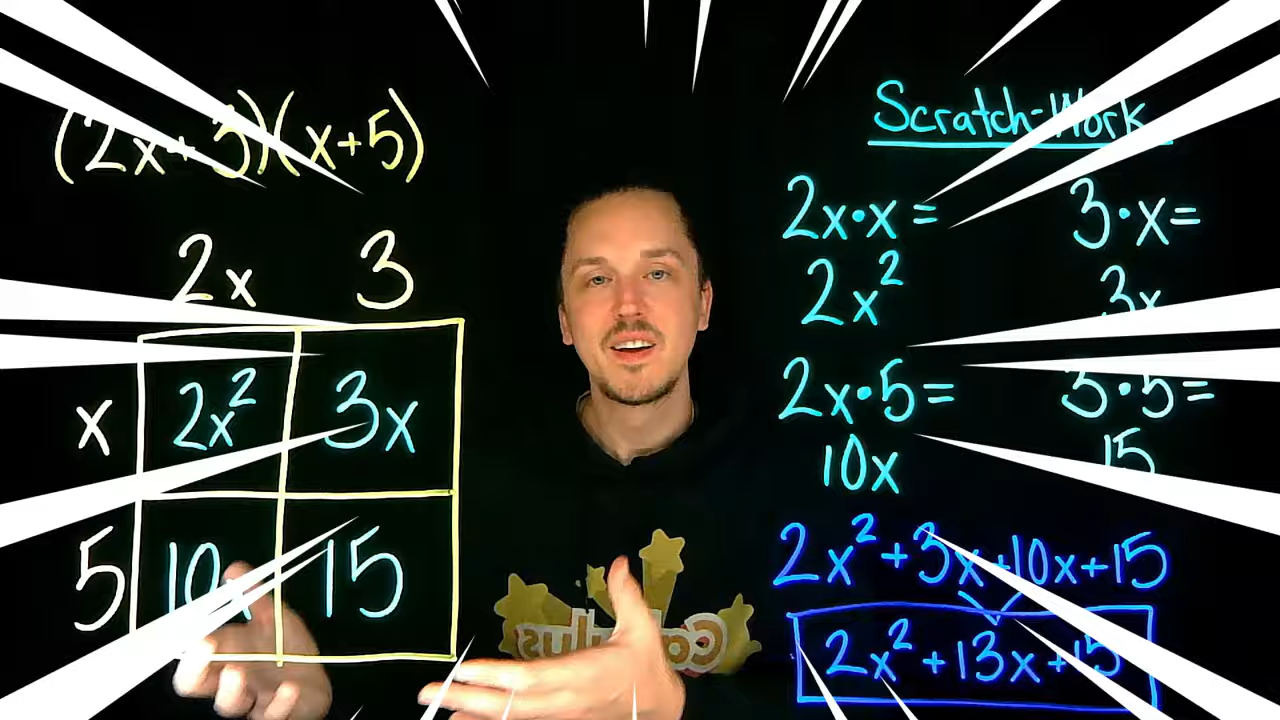 (2x+3)(x+5)
2x 3
x 2x² 3x
5 10x 15
Scratch-Work
2x·x= 3·x=
2x² 3x
2x·5= 3·5=
10x 15
2x²+3x+10x+15
2x²+13x+15